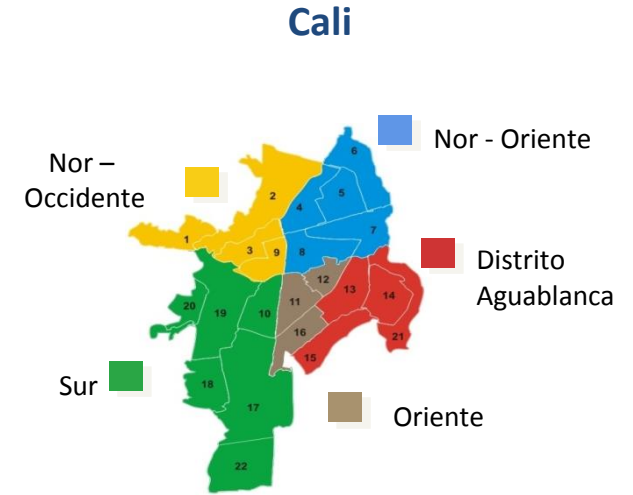 Cali
Nor - Oriente
Nor –
Occidente
Distrito
Aguablanca
Sur
Oriente
6
2
5
4
7
1
3
9
8
12
11
13
14
20
19
10
16
21
15
18
17
22